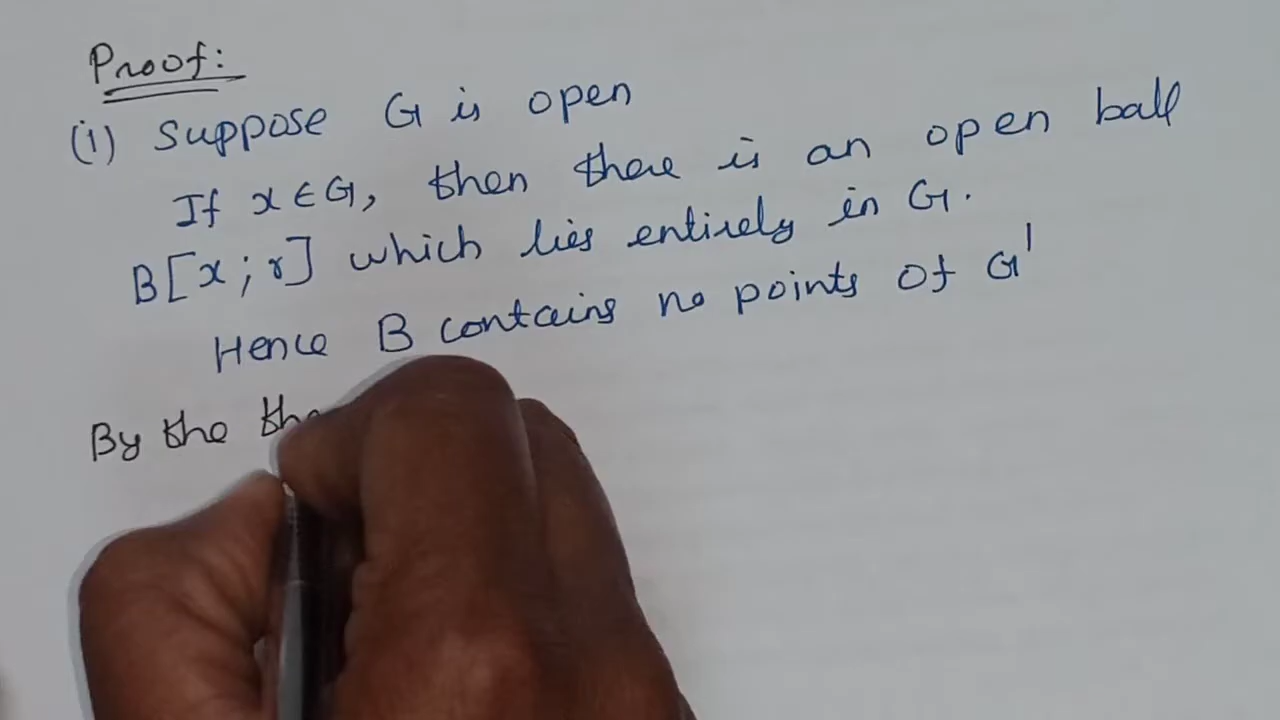 Proof:
(i) Suppose G is open
If x ∈ G, then there is an open ball
B[x ; r] which lies entirely in G.
Hence B contains no points of G'
By the